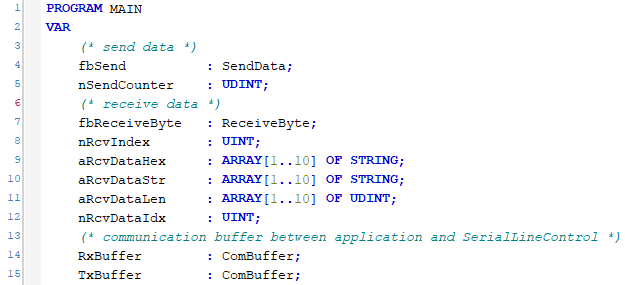 1 PROGRAM MAIN
2 VAR
3 (* send data *)
4 fbSend : SendData;
5 nSendCounter : UDINT;
6 (* receive data *)
7 fbReceiveByte : ReceiveByte;
8 nRcvIndex : UINT;
9 aRcvDataHex : ARRAY[1..10] OF STRING;
10 aRcvDataStr : ARRAY[1..10] OF STRING;
11 aRcvDataLen : ARRAY[1..10] OF UDINT;
12 nRcvDataIdx : UINT;
13 (* communication buffer between application and SerialLineControl *)
14 RxBuffer : ComBuffer;
15 TxBuffer : ComBuffer;